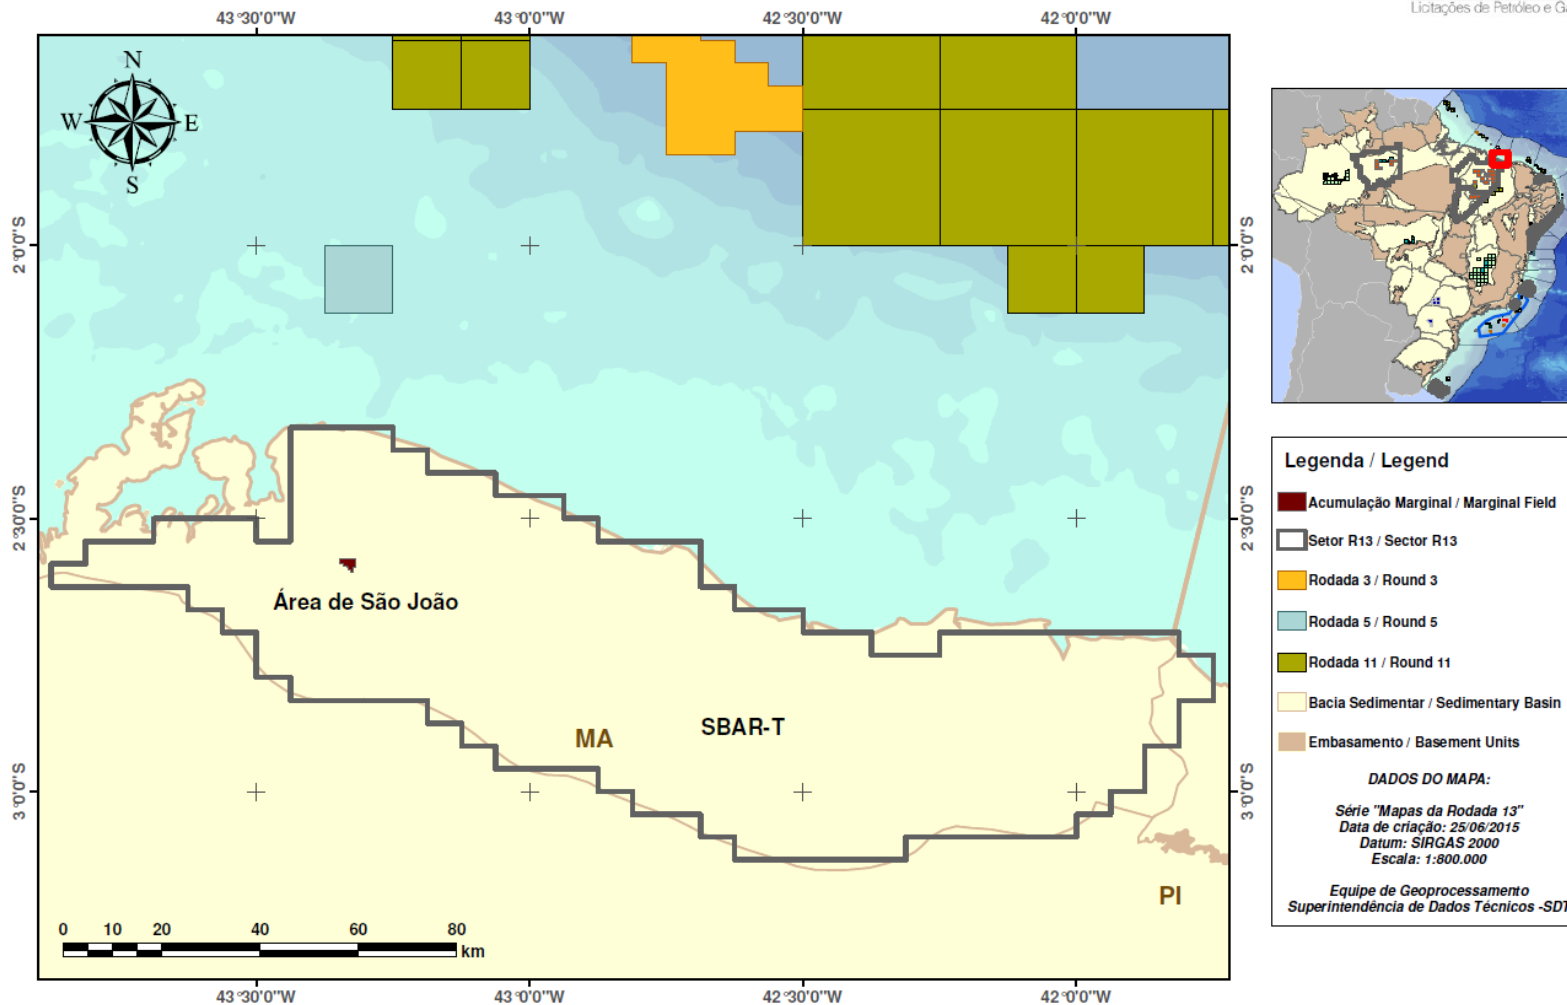 Licitações de Petróleo e G
43°30'0"W 43°0'0"W 42°30'0"W 42°0'0"W
N
W E
S
2°0'0"S 2°0'0"S
2°30'0"S 2°30'0"S
3°0'0"S 3°0'0"S
Área de São João
SBAR-T
MA
PI
0 10 20 40 60 80
km
43°30'0"W 43°0'0"W 42°30'0"W 42°0'0"W
Legenda / Legend
Acumulação Marginal / Marginal Field
Setor R13 / Sector R13
Rodada 3 / Round 3
Rodada 5 / Round 5
Rodada 11 / Round 11
Bacia Sedimentar / Sedimentary Basin
Embasamento / Basement Units
DADOS DO MAPA:
Série "Mapas da Rodada 13"
Data de criação: 25/06/2015
Datum: SIRGAS 2000
Escala: 1:800.000
Equipe de Geoprocessamento
Superintendência de Dados Técnicos -SDT